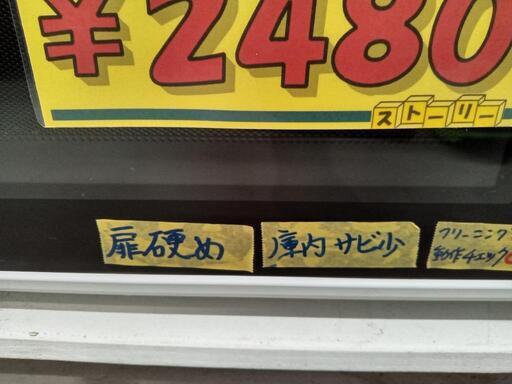 ¥2480
ストーリー
扉硬め
庫内サビ少
クリーニング
動作チェック